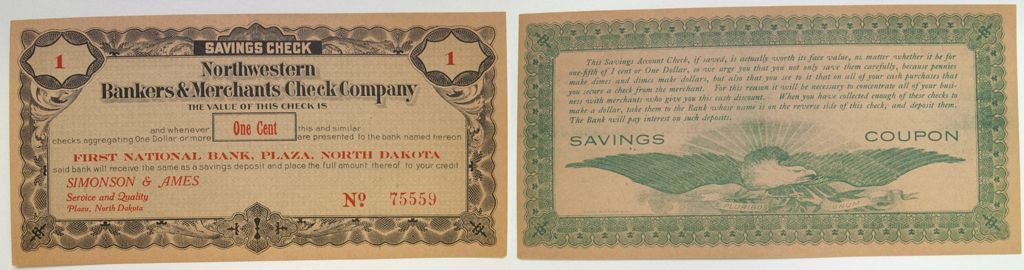 1
SAVINGS CHECK
1
Northwestern
Bankers & Merchants Check Company
THE VALUE OF THIS CHECK IS
and whenever One Cent this and similar
checks aggregating One Dollar or more are presented to the bank named hereon
FIRST NATIONAL BANK, PLAZA, NORTH DAKOTA
said bank will receive the same as a savings deposit and place the full amount thereof to your credit.
SIMONSON & AMES
Service and Quality
Plaza, North Dakota
No 75559
This Savings Account Check, if saved, is actually worth its face value, no matter whether it be for
one-fifth of 1 cent or One Dollar, so we urge you that you not only save them carefully, because pennies
make dimes and dimes make dollars, but also that you see to it that on all of your cash purchases that
you secure a check from the merchant. For this reason it will be necessary to concentrate all of your busi-
ness with merchants who give you this cash discount. When you have collected enough of these checks to
make a dollar, take them to the Bank whose name is on the reverse side of this check, and deposit them.
The Bank will pay interest on such deposits.
SAVINGS COUPON
PLURIBUS UNUM